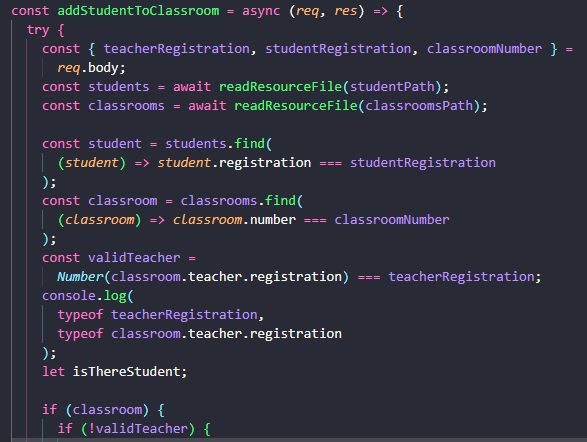 const addStudentToClassroom = async (req, res) => {
try {
const { teacherRegistration, studentRegistration, classroomNumber } =
req.body;
const students = await readResourceFile(studentPath);
const classrooms = await readResourceFile(classroomsPath);
const student = students.find(
(student) => student.registration === studentRegistration
);
const classroom = classrooms.find(
(classroom) => classroom.number === classroomNumber
);
const validTeacher =
Number(classroom.teacher.registration) === teacherRegistration;
console.log(
typeof teacherRegistration,
typeof classroom.teacher.registration
);
let isThereStudent;
if (classroom) {
if (!validTeacher) {